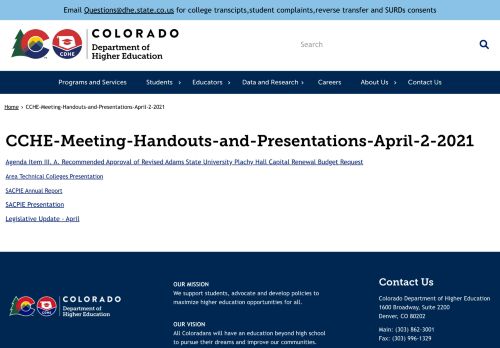 Email Questions@dhe.state.co.us for college transcipts,student complaints,reverse transfer and SURDs consents
CDHE
COLORADO
Department of
Higher Education
Search
Programs and Services
Students
Educators
Data and Research
Careers
About Us
Contact Us
Home > CCHE-Meeting-Handouts-and-Presentations-April-2-2021
CCHE-Meeting-Handouts-and-Presentations-April-2-2021
Agenda Item III, A. Recommended Approval of Revised Adams State University Plachy Hall Capital Renewal Budget Request
Area Technical Colleges Presentation
SACPIE Annual Report
SACPIE Presentation
Legislative Update - April
COLORADO
Department of
Higher Education
OUR MISSION
We support students, advocate and develop policies to
maximize higher education opportunities for all.
OUR VISION
All Coloradans will have an education beyond high school
to pursue their dreams and improve our communities.
Contact Us
Colorado Department of Higher Education
1600 Broadway, Suite 2200
Denver, CO 80202
Main: (303) 862-3001
Fax: (303) 996-1329